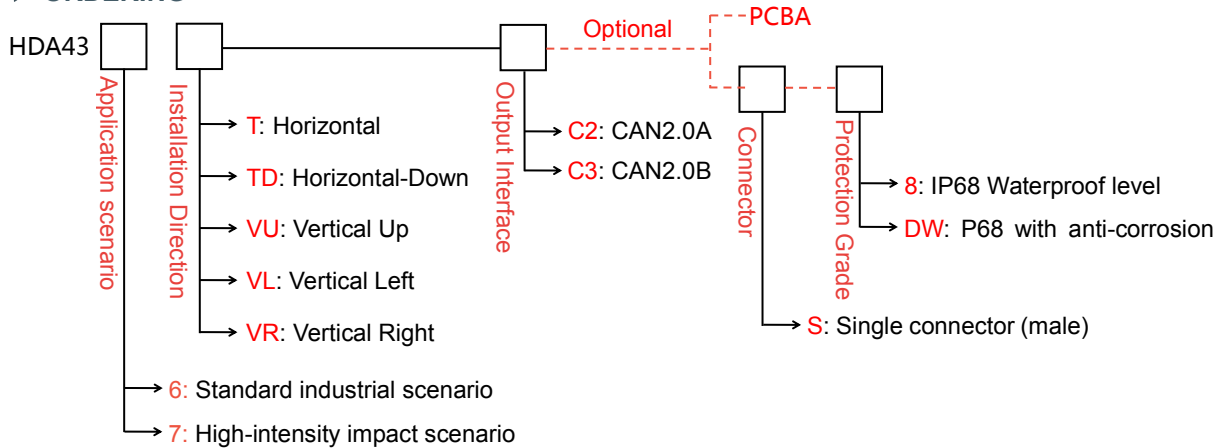 ORDERING
Optional
PCBA
HDA43
Application scenario
Installation Direction
Output Interface
Connector
Protection Grade
T: Horizontal
TD: Horizontal-Down
VU: Vertical Up
VL: Vertical Left
VR: Vertical Right
C2: CAN2.0A
C3: CAN2.0B
8: IP68 Waterproof level
DW: P68 with anti-corrosion
S: Single connector (male)
6: Standard industrial scenario
7: High-intensity impact scenario